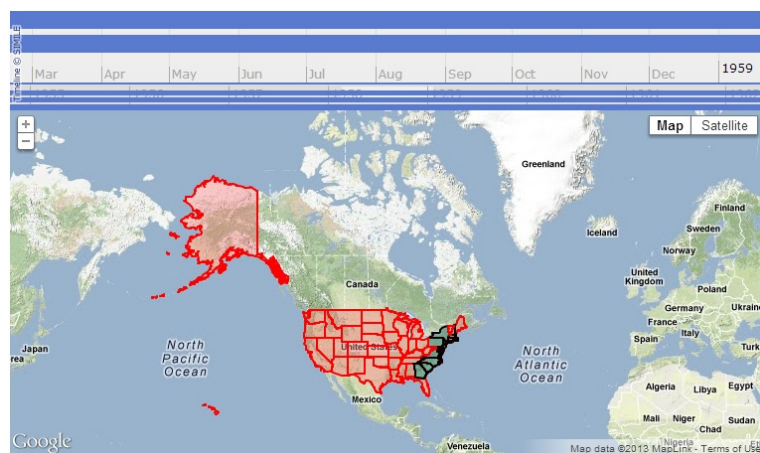 Timeline © SIMILE
Mar Apr May Jun Jul Aug Sep Oct Nov Dec 1959
+
−
Map Satellite
Greenland
Finland
Iceland
Sweden
Norway
Canada
United Kingdom
Poland
Germany
Ukraine
France
Italy
Spain
Turk
Japan
rea
North Pacific Ocean
United States
North Atlantic Ocean
Algeria Libya Egypt
Mexico
Mali Niger Sudan
Chad
Nigeria
Venezuela
Google
Map data ©2013 MapLink - Terms of Use